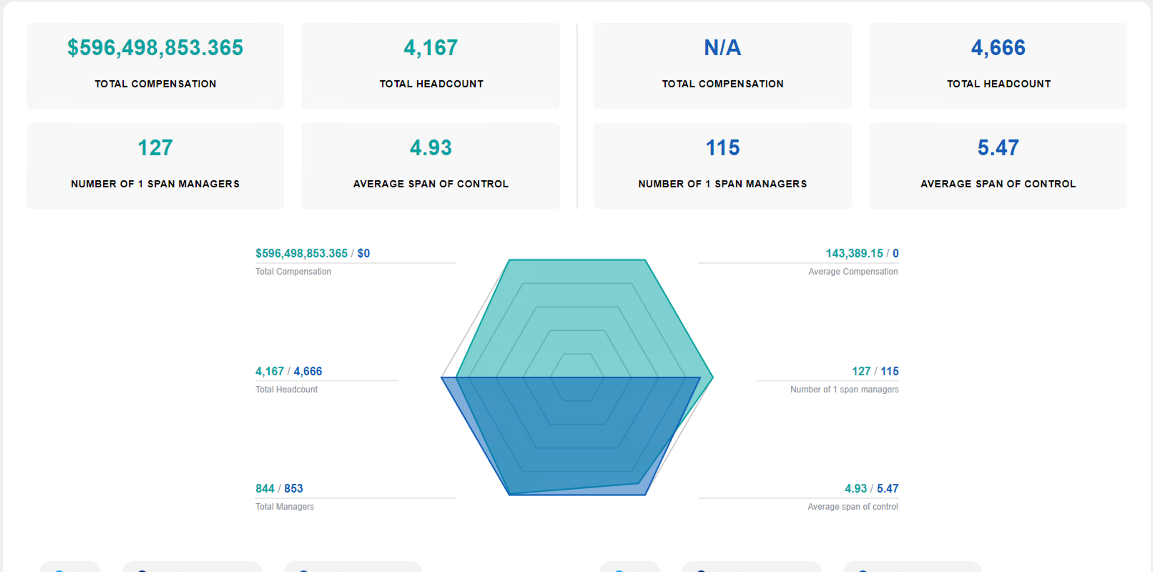 $596,498,853.365
4,167
N/A
4,666
TOTAL COMPENSATION
TOTAL HEADCOUNT
TOTAL COMPENSATION
TOTAL HEADCOUNT
127
4.93
115
5.47
NUMBER OF 1 SPAN MANAGERS
AVERAGE SPAN OF CONTROL
NUMBER OF 1 SPAN MANAGERS
AVERAGE SPAN OF CONTROL
$596,498,853.365 / $0
Total Compensation
143,389.15 / 0
Average Compensation
4,167 / 4,666
Total Headcount
127 / 115
Number of 1 span managers
844 / 853
Total Managers
4.93 / 5.47
Average span of control